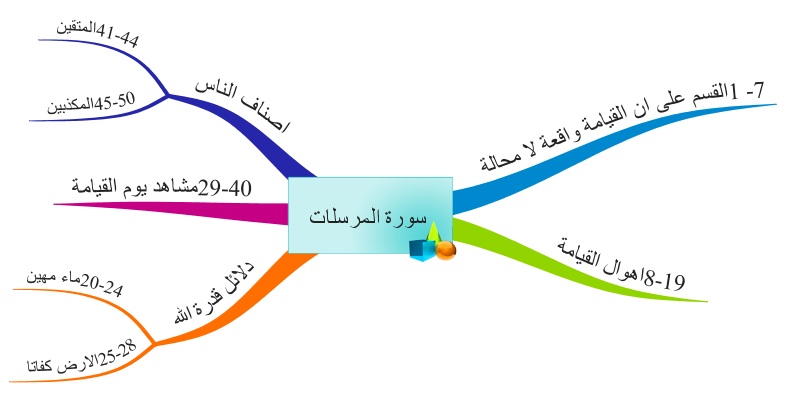 سورة المرسلات
1- 7القسم على ان القيامة واقعة لا محالة
8-19اهوال القيامة
دلائل قدرة الله
20-24ماء مهين
25-28الارض كفاتا
29-40مشاهد يوم القيامة
اصناف الناس
41-44المتقين
45-50المكذبين